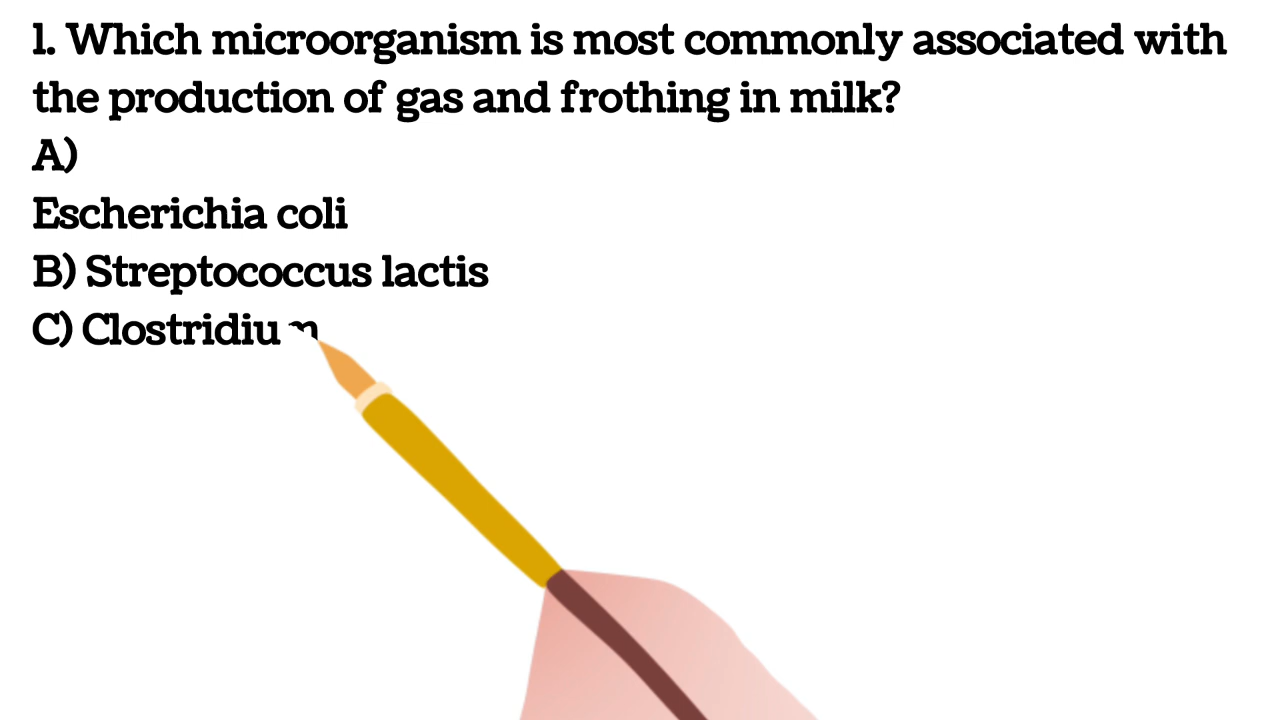 1. Which microorganism is most commonly associated with
the production of gas and frothing in milk?
A)
Escherichia coli
B) Streptococcus lactis
C) Clostridium